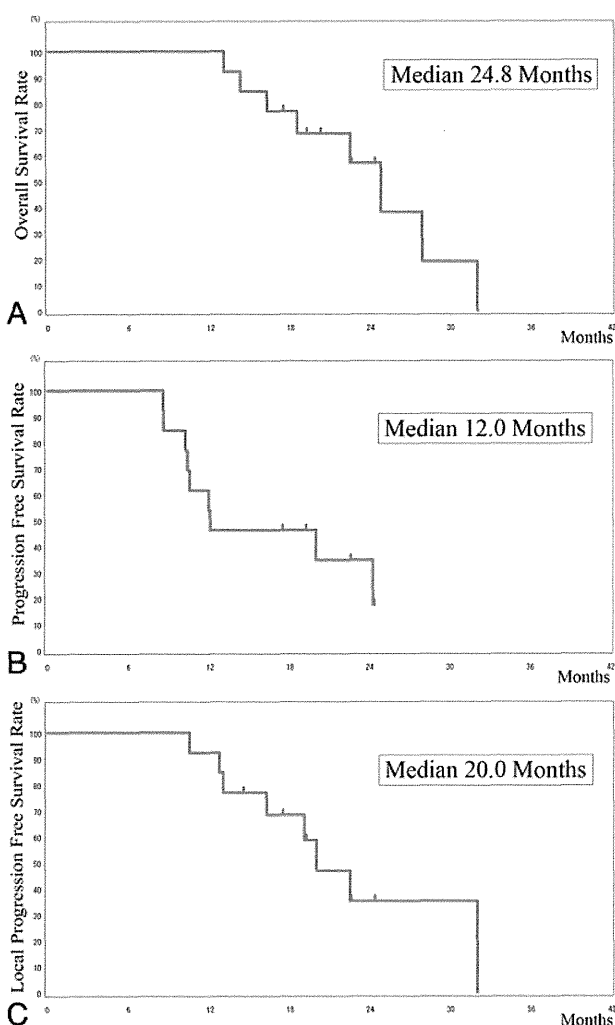 (%)
100
90
80
70
60
50
40
30
20
10
0
Overall Survival Rate
Median 24.8 Months
A
0 6 12 18 24 30 36 42
Months
(%)
100
90
80
70
60
50
40
30
20
10
0
Progression Free Survival Rate
Median 12.0 Months
B
0 6 12 18 24 30 36 42
Months
(%)
100
90
80
70
60
50
40
30
20
10
0
Local Progression Free Survival Rate
Median 20.0 Months
C
0 6 12 18 24 30 36 42
Months